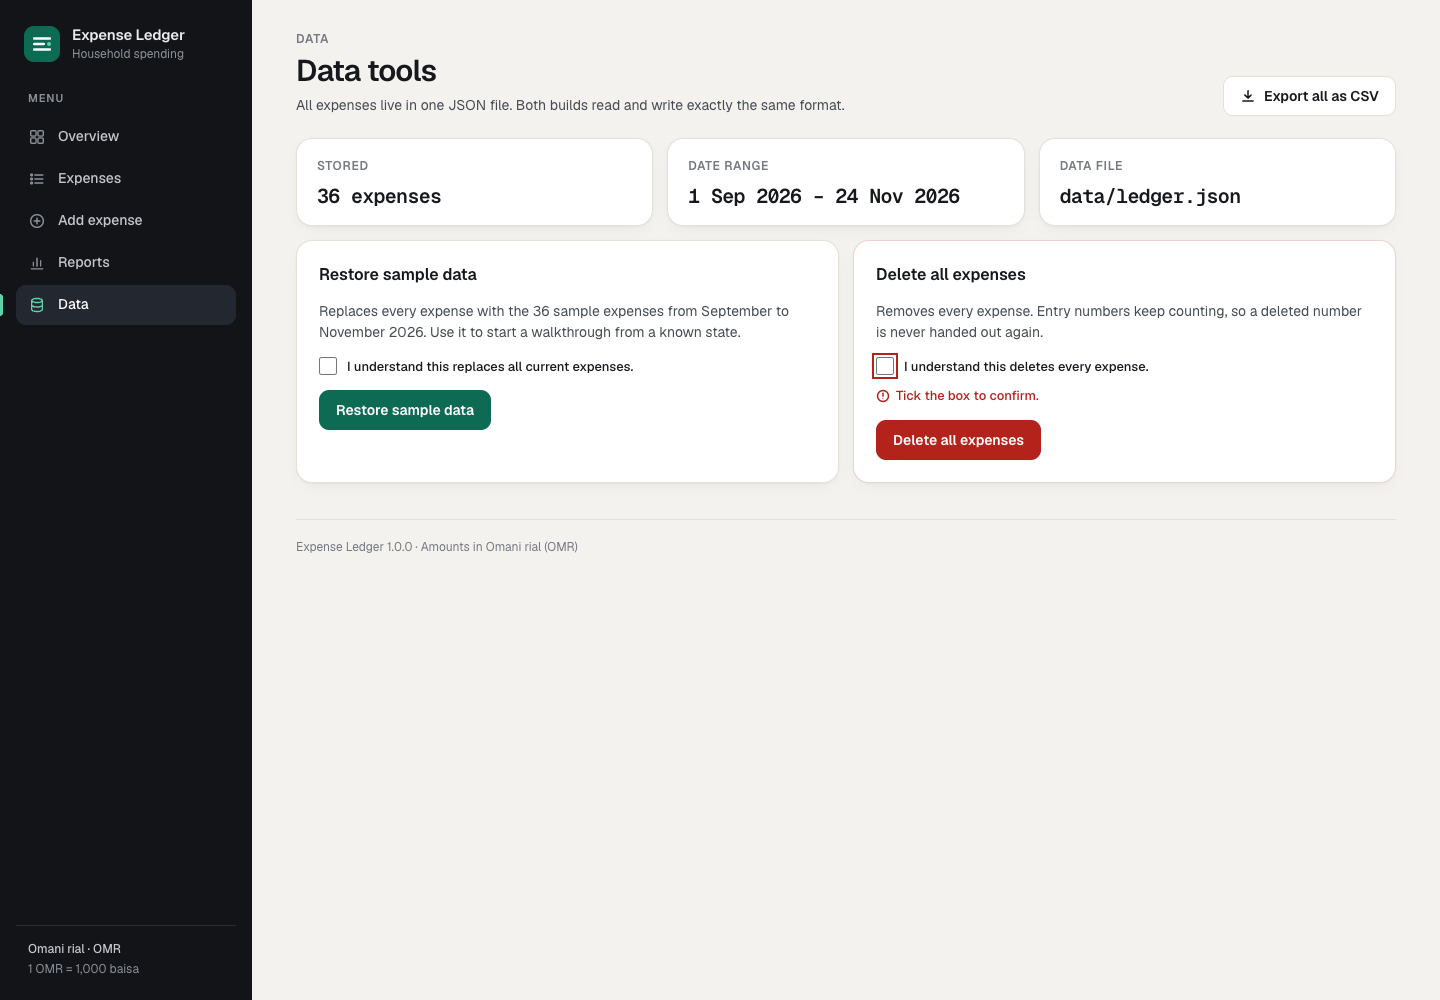 Expense Ledger
Household spending
MENU
Overview
Expenses
Add expense
Reports
Data
Omani rial · OMR
1 OMR = 1,000 baisa
DATA
Data tools
All expenses live in one JSON file. Both builds read and write exactly the same format.
Export all as CSV
STORED
36 expenses
DATE RANGE
1 Sep 2026 – 24 Nov 2026
DATA FILE
data/ledger.json
Restore sample data
Replaces every expense with the 36 sample expenses from September to
November 2026. Use it to start a walkthrough from a known state.
I understand this replaces all current expenses.
Restore sample data
Delete all expenses
Removes every expense. Entry numbers keep counting, so a deleted number
is never handed out again.
I understand this deletes every expense.
Tick the box to confirm.
Delete all expenses
Expense Ledger 1.0.0 · Amounts in Omani rial (OMR)